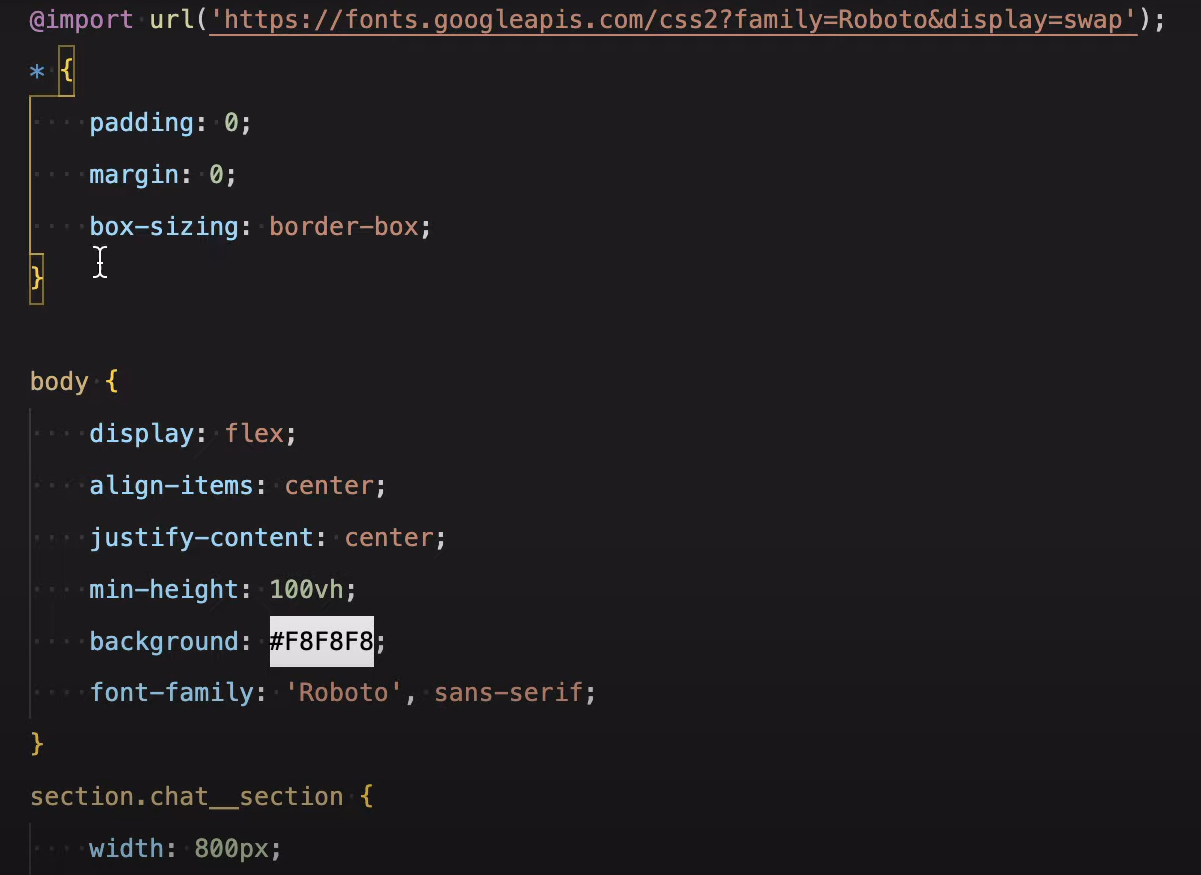 @import url('https://fonts.googleapis.com/css2?family=Roboto&display=swap');
* {
    padding: 0;
    margin: 0;
    box-sizing: border-box;
}
body {
    display: flex;
    align-items: center;
    justify-content: center;
    min-height: 100vh;
    background: #F8F8F8;
    font-family: 'Roboto', sans-serif;
}
section.chat__section {
    width: 800px;